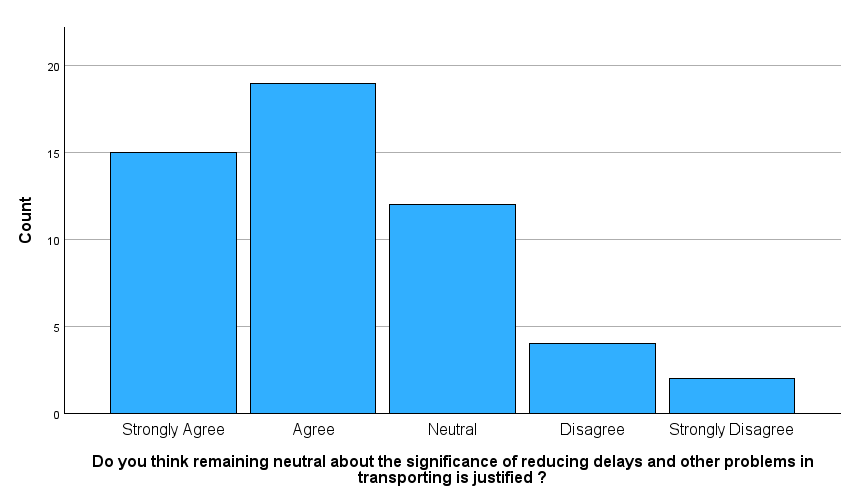 20
15
10
5
0
Count
Strongly Agree
Agree
Neutral
Disagree
Strongly Disagree
Do you think remaining neutral about the significance of reducing delays and other problems in
transporting is justified ?